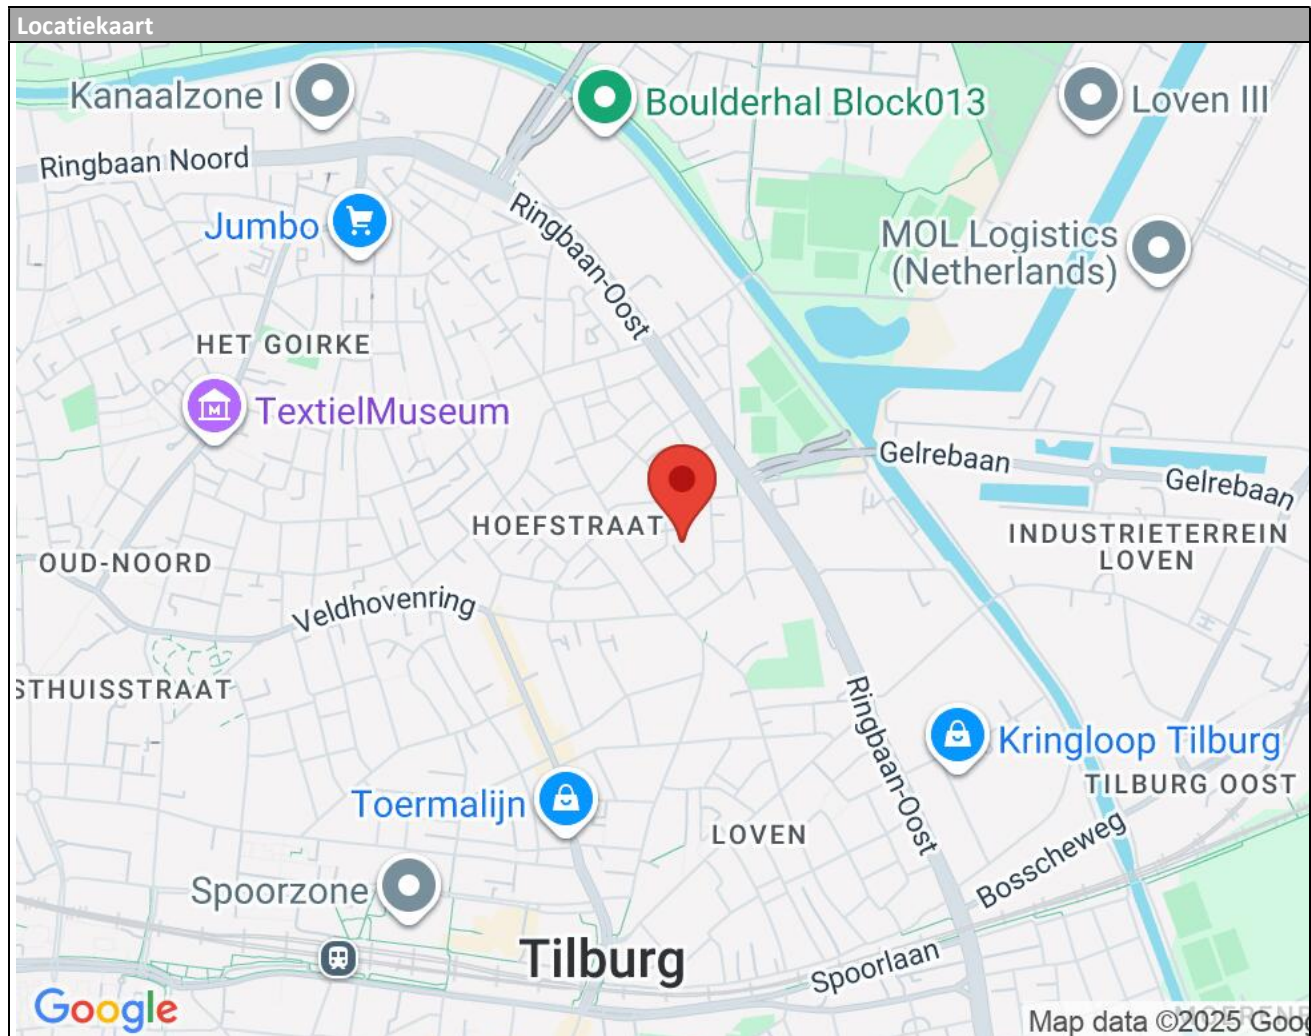 Locatiekaart
Kanaalzone I
Boulderhal Block013
Loven III
Ringbaan Noord
Jumbo
Ringbaan-Oost
MOL Logistics
(Netherlands)
HET GOIRKE
TextielMuseum
Gelrebaan
Gelrebaan
HOEFSTRAAT
INDUSTRIETERREIN
LOVEN
OUD-NOORD
Veldhovenring
STHUISSTRAAT
Ringbaan-Oost
Kringloop Tilburg
TILBURG OOST
Toermalijn
LOVEN
Bosscheweg
Spoorzone
Tilburg
Spoorlaan
Google
Map data ©2025 Goo